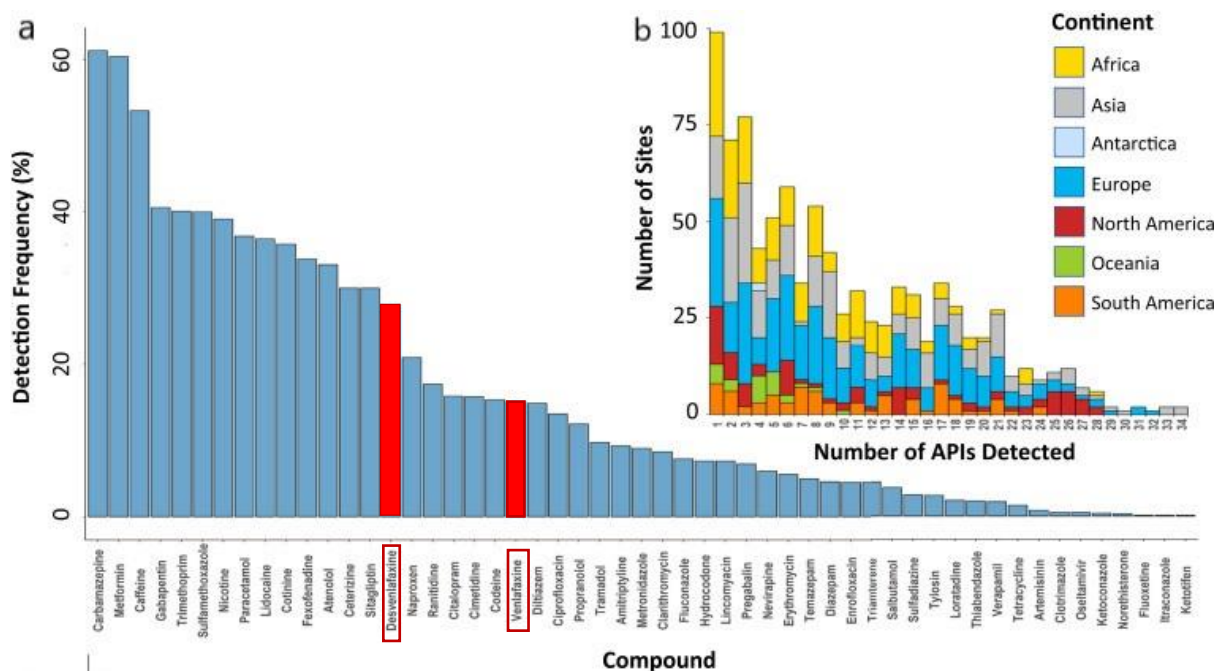 a
Detection Frequency (%)
60
40
20
0
Carbamazepine
Metformin
Caffeine
Gabapentin
Trimethoprim
Sulfamethoxazole
Nicotine
Paracetamol
Lidocaine
Cotinine
Fexofenadine
Atenolol
Ceterizine
Sitagliptin
Desvenlafaxine
Naproxen
Ranitidine
Citalopram
Cimetidine
Codeine
Venlafaxine
Diltiazem
Ciprofloxacin
Propranolol
Tramadol
Amitriptyline
Metronidazole
Clarithromycin
Fluconazole
Hydrocodone
Lincomyacin
Pregabalin
Nevirapine
Erythromycin
Temazepam
Diazepam
Enrofloxacin
Triamterene
Salbutamol
Sulfadiazine
Tylosin
Loratadine
Thiabendazole
Verapamil
Tetracycline
Artemisinin
Clotrimizole
Oseltamivir
Ketoconazole
Norethisterone
Fluoxetine
Itraconazole
Ketotifen
Compound
b
Number of Sites
100
75
50
25
0
1 2 3 4 5 6 7 8 9 10 11 12 13 14 15 16 17 18 19 20 21 22 23 24 25 26 27 28 29 30 31 32 33 34
Number of APIs Detected
Continent
Africa
Asia
Antarctica
Europe
North America
Oceania
South America